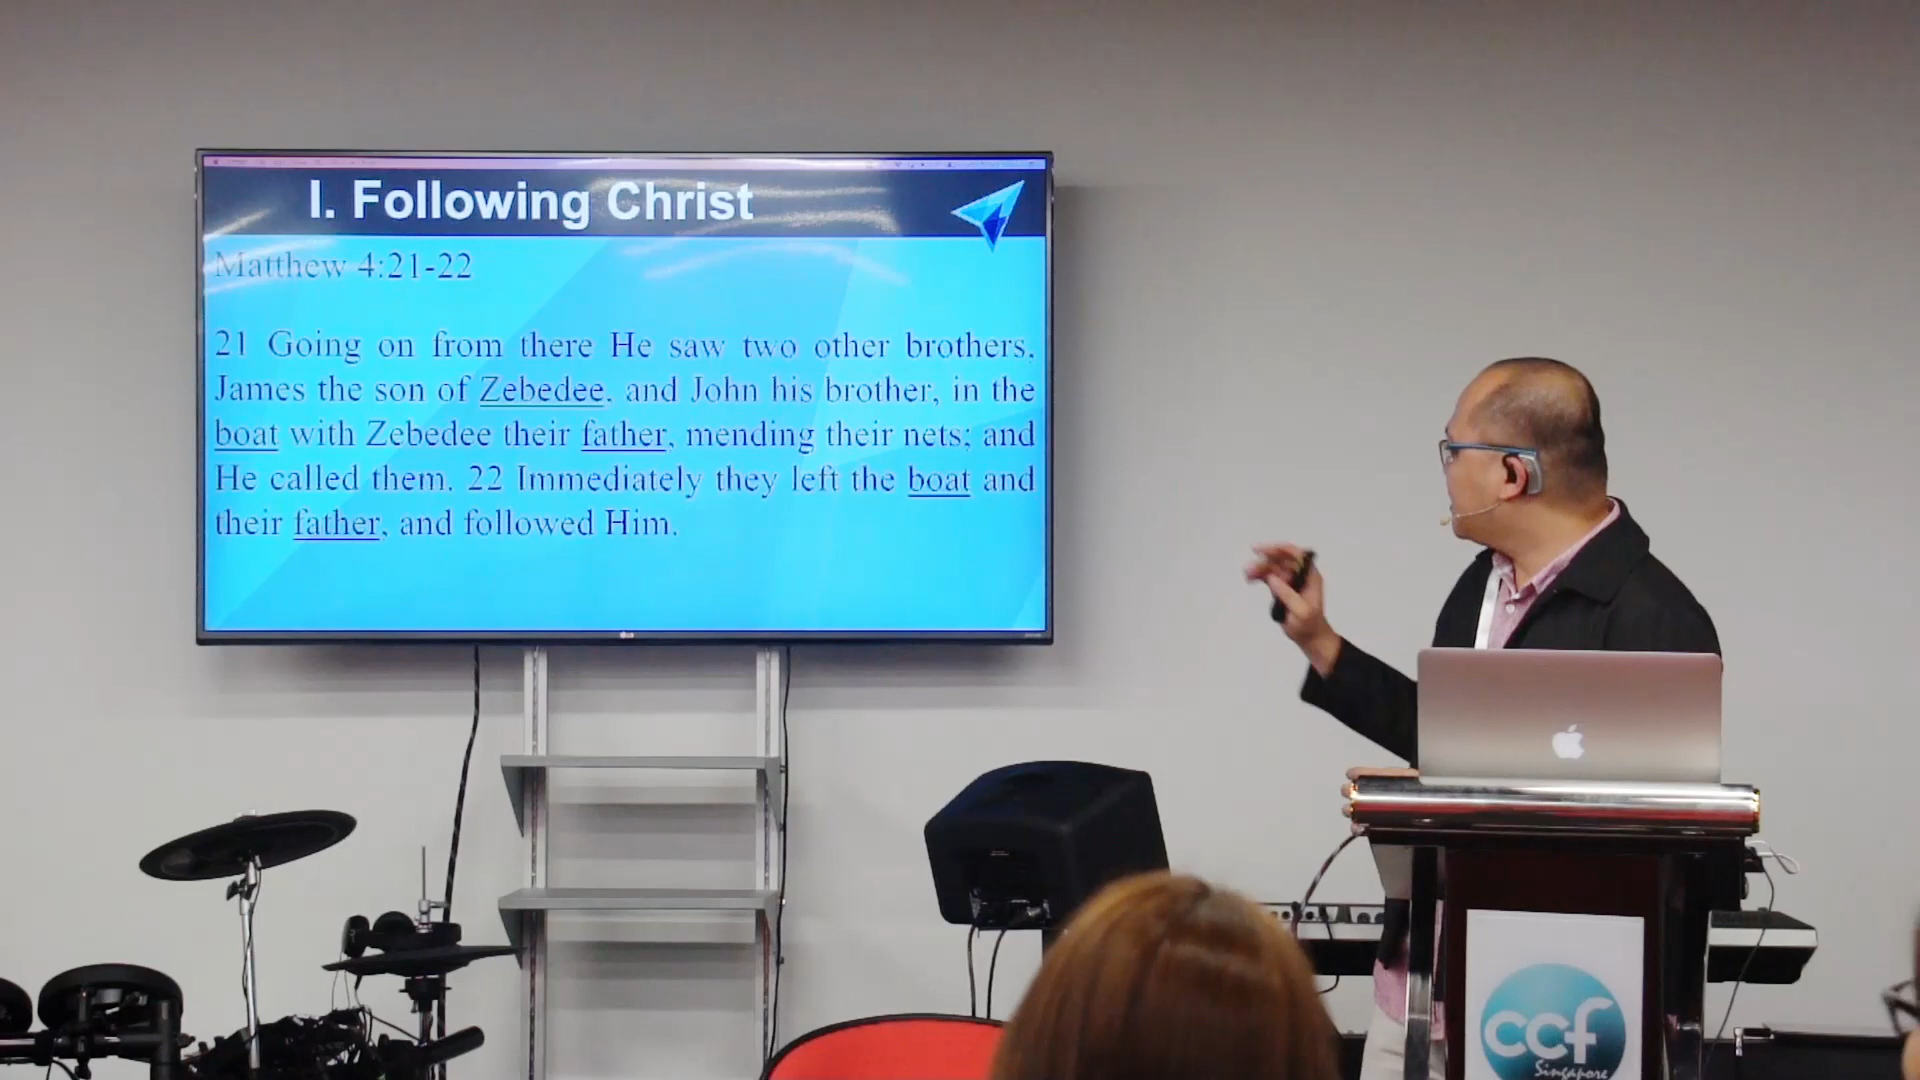 I. Following Christ
Matthew 4:21-22
21 Going on from there He saw two other brothers,
James the son of Zebedee, and John his brother, in the
boat with Zebedee their father, mending their nets; and
He called them. 22 Immediately they left the boat and
their father, and followed Him.
LG
ccf
Singapore